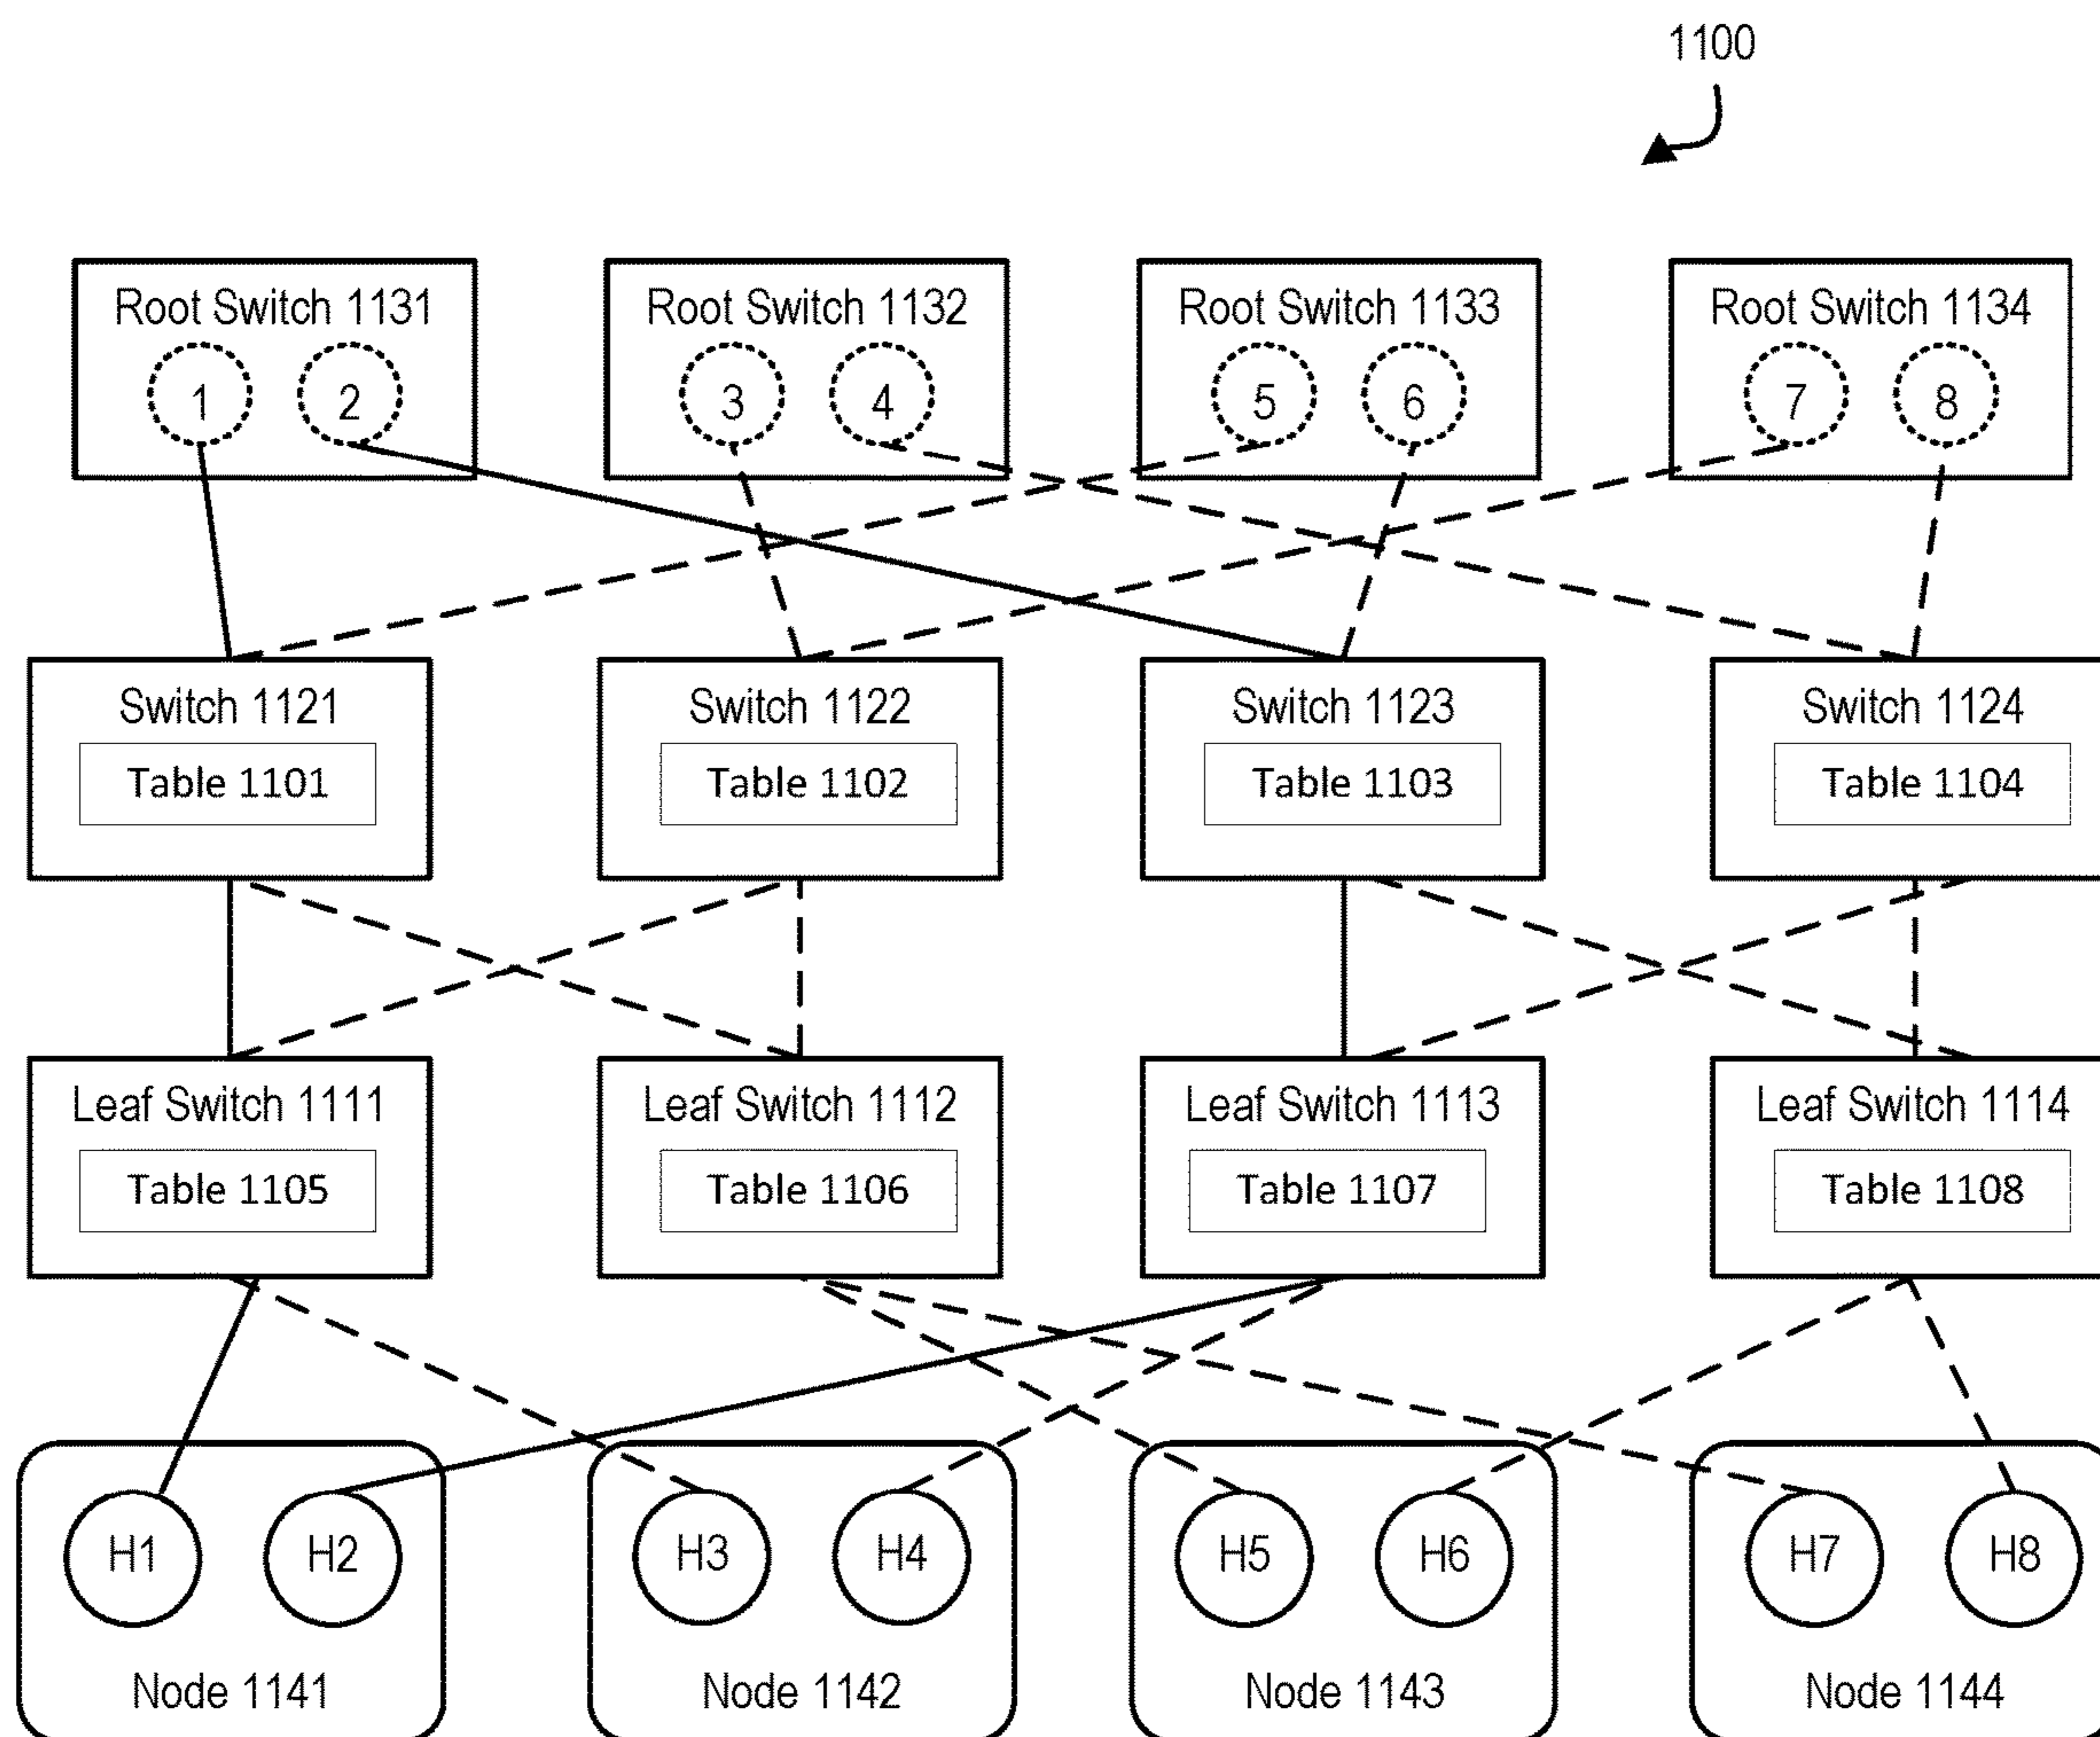 1100
Root Switch 1131
Root Switch 1132
Root Switch 1133
Root Switch 1134
1
2
3
4
5
6
7
8
Switch 1121
Switch 1122
Switch 1123
Switch 1124
Table 1101
Table 1102
Table 1103
Table 1104
Leaf Switch 1111
Leaf Switch 1112
Leaf Switch 1113
Leaf Switch 1114
Table 1105
Table 1106
Table 1107
Table 1108
H1
H2
H3
H4
H5
H6
H7
H8
Node 1141
Node 1142
Node 1143
Node 1144